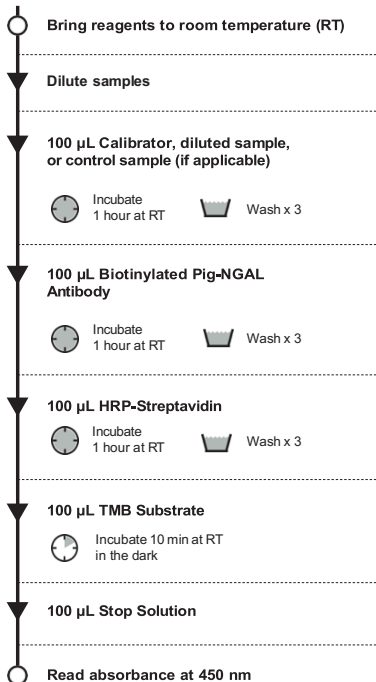 Bring reagents to room temperature (RT)
Dilute samples
100 µL Calibrator, diluted sample,
or control sample (if applicable)
Incubate
1 hour at RT
Wash x 3
100 µL Biotinylated Pig-NGAL
Antibody
Incubate
1 hour at RT
Wash x 3
100 µL HRP-Streptavidin
Incubate
1 hour at RT
Wash x 3
100 µL TMB Substrate
Incubate 10 min at RT
in the dark
100 µL Stop Solution
Read absorbance at 450 nm